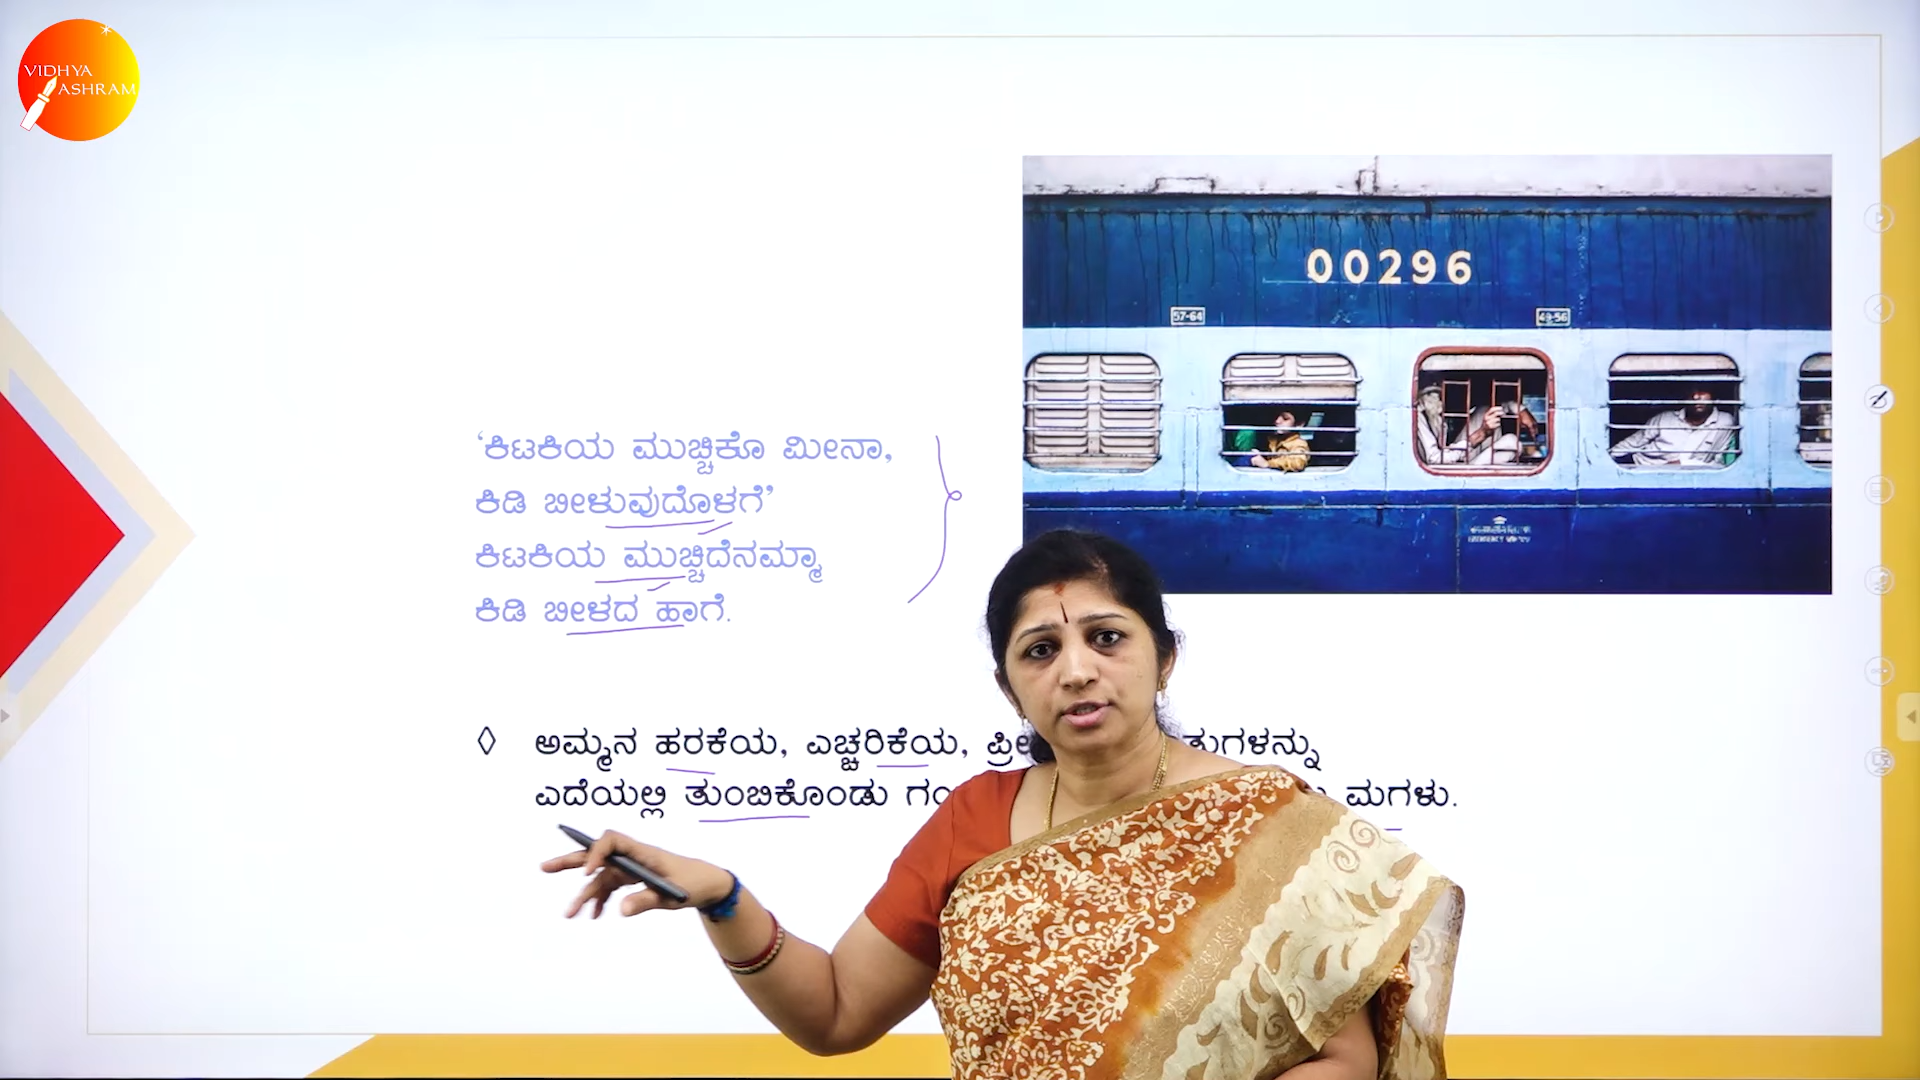 VIDHYA
ASHRAM
00296
57-64
49-56
‘ಕಿಟಕಿಯ ಮುಚ್ಚಿಕೊ ಮೀನಾ,
ಕಿಡಿ ಬೀಳುವುದೊಳಗೆ’
ಕಿಟಕಿಯ ಮುಚ್ಚಿದೆನಮ್ಮಾ
ಕಿಡಿ ಬೀಳದ ಹಾಗೆ.
ಅಮ್ಮನ ಹರಕೆಯ, ಎಚ್ಚರಿಕೆಯ,
ಎದೆಯಲ್ಲಿ ತುಂಬಿಕೊಂಡು ಮಗಳು.